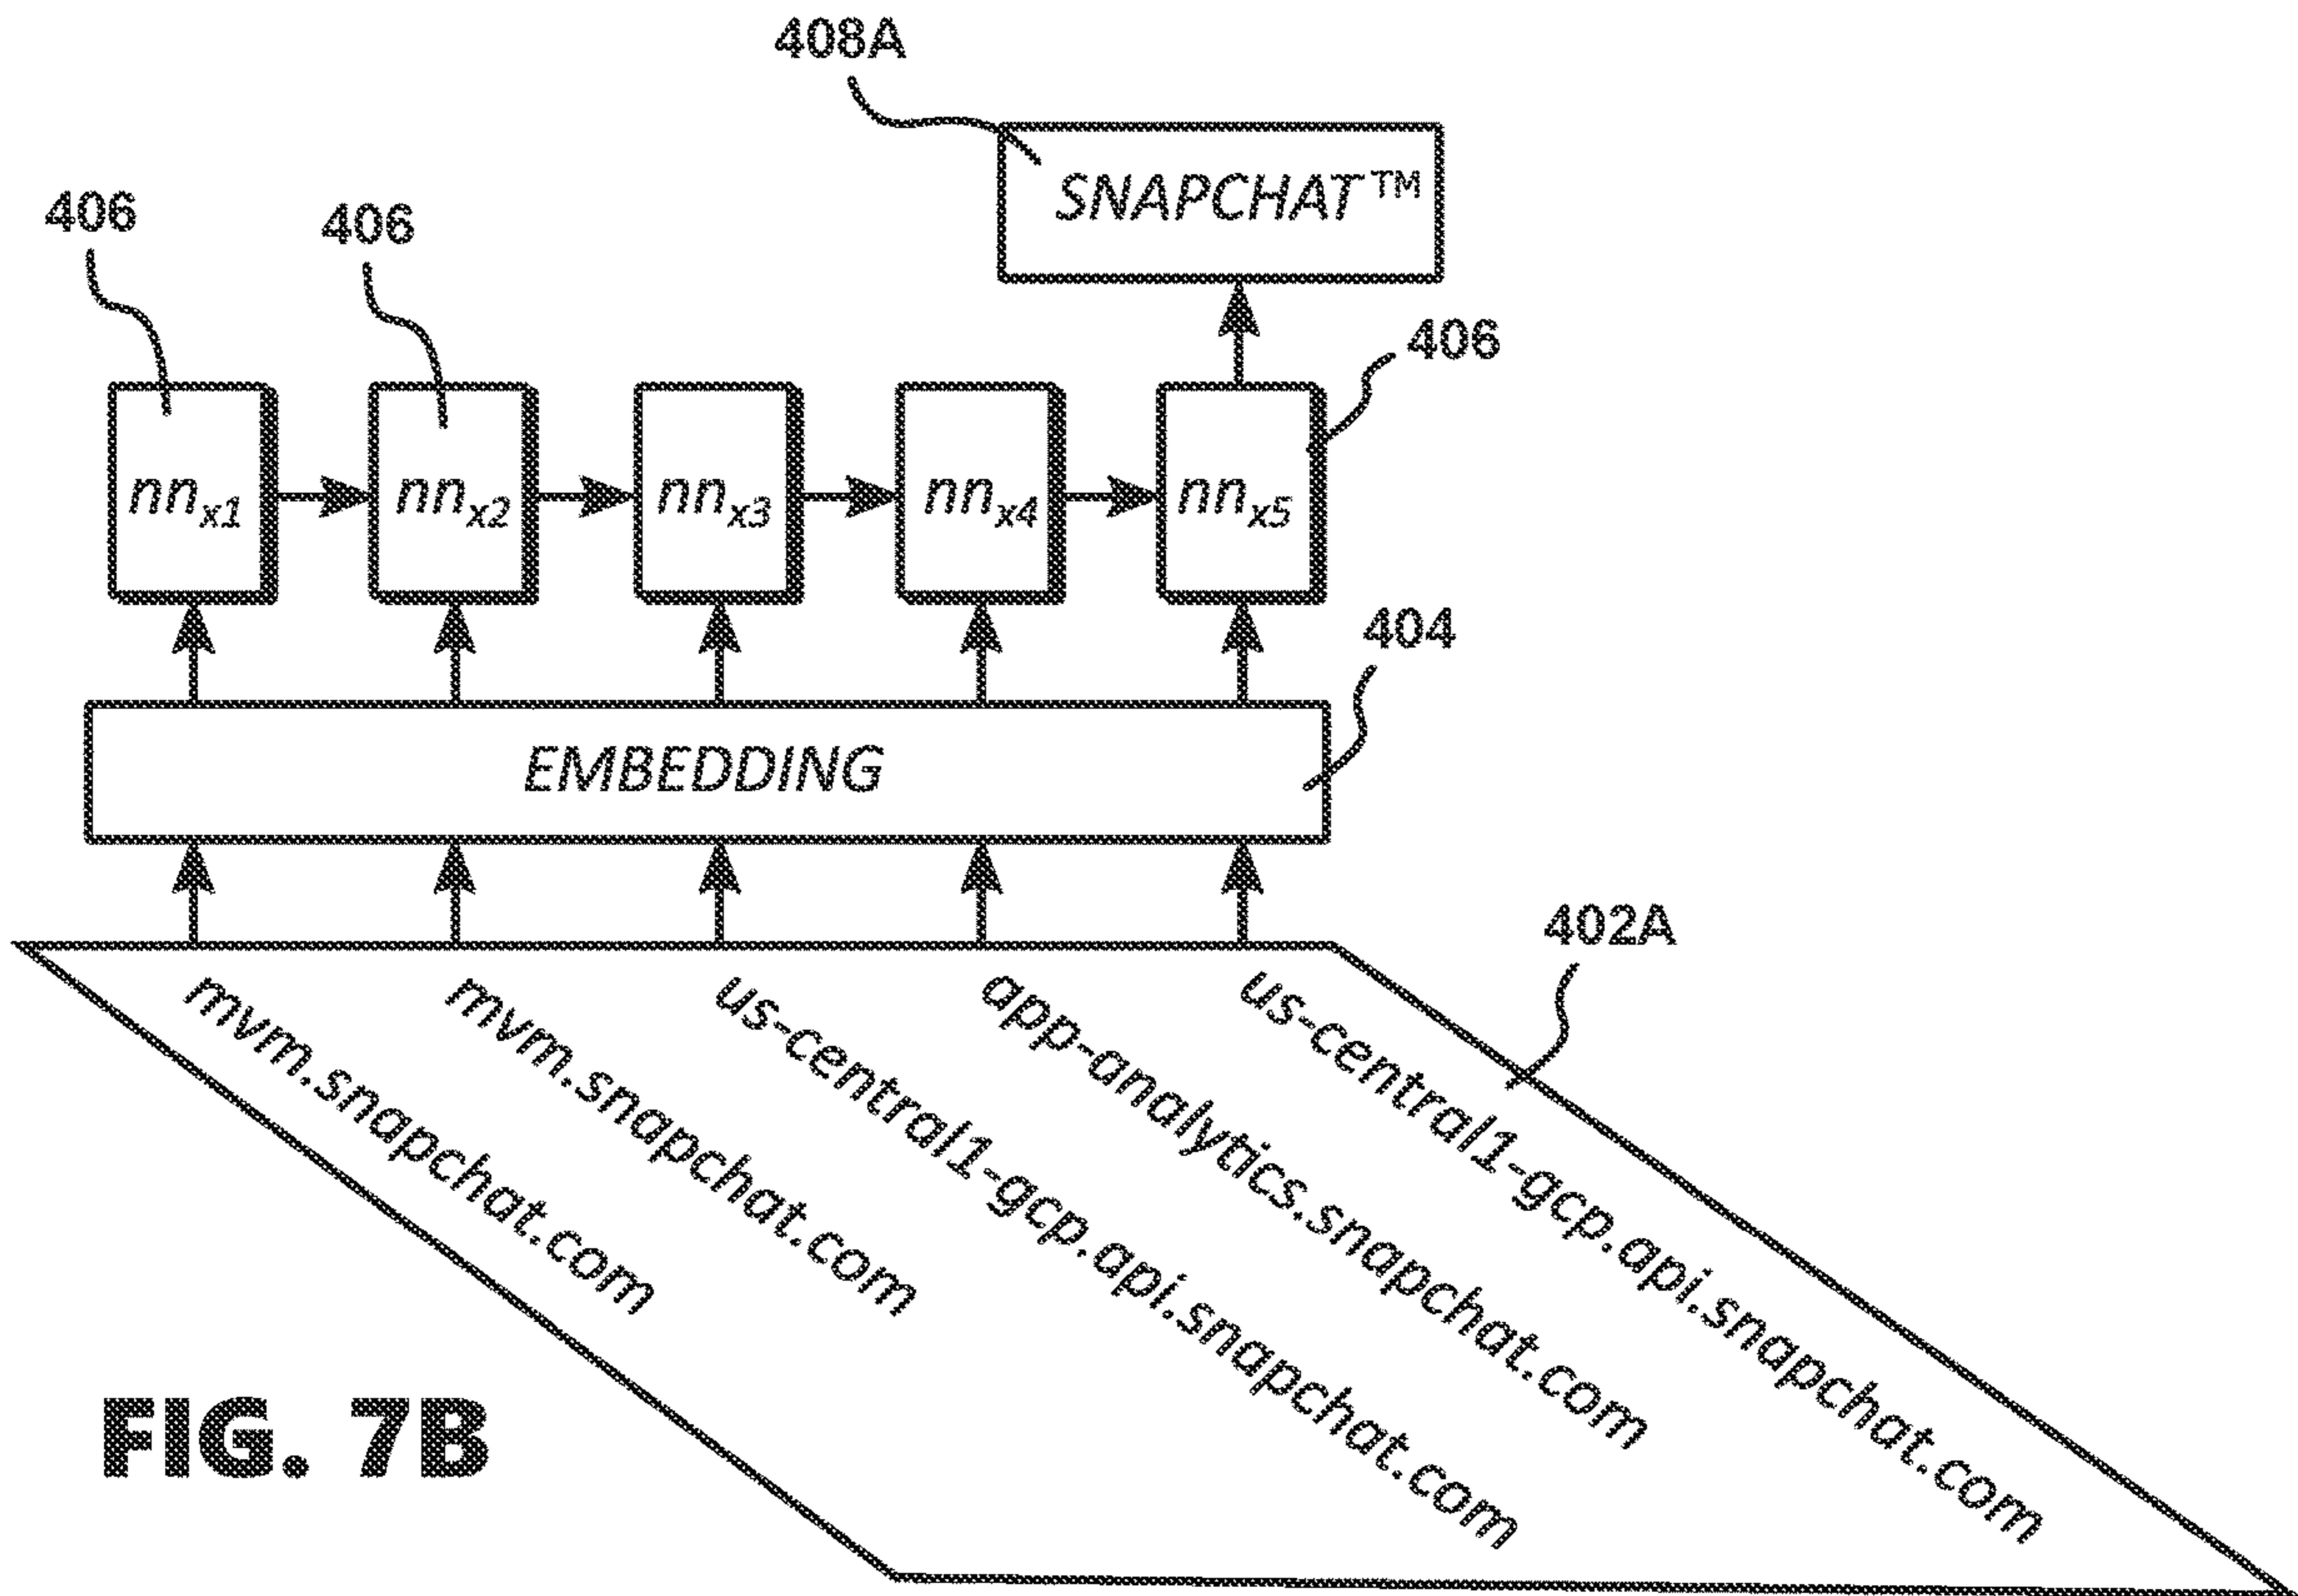 408A
SNAPCHAT™
406
406
406
nnx1
nnx2
nnx3
nnx4
nnx5
404
EMBEDDING
402A
mvm.snapchat.com
mvm.snapchat.com
us-central1-gcp.api.snapchat.com
app-analytics.snapchat.com
us-central1-gcp.api.snapchat.com
FIG. 7B